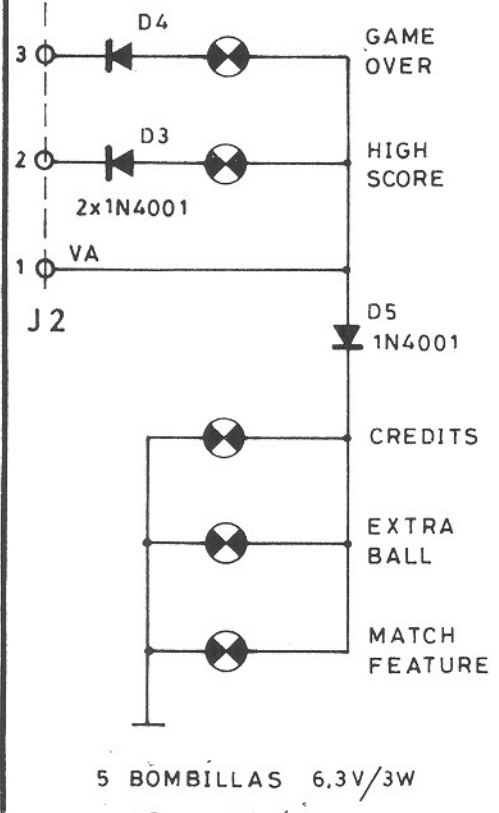 D4
GAME
OVER
3
D3
HIGH
SCORE
2
2x1N4001
VA
1
J2
D5
1N4001
CREDITS
EXTRA
BALL
MATCH
FEATURE
5 BOMBILLAS 6,3V/3W